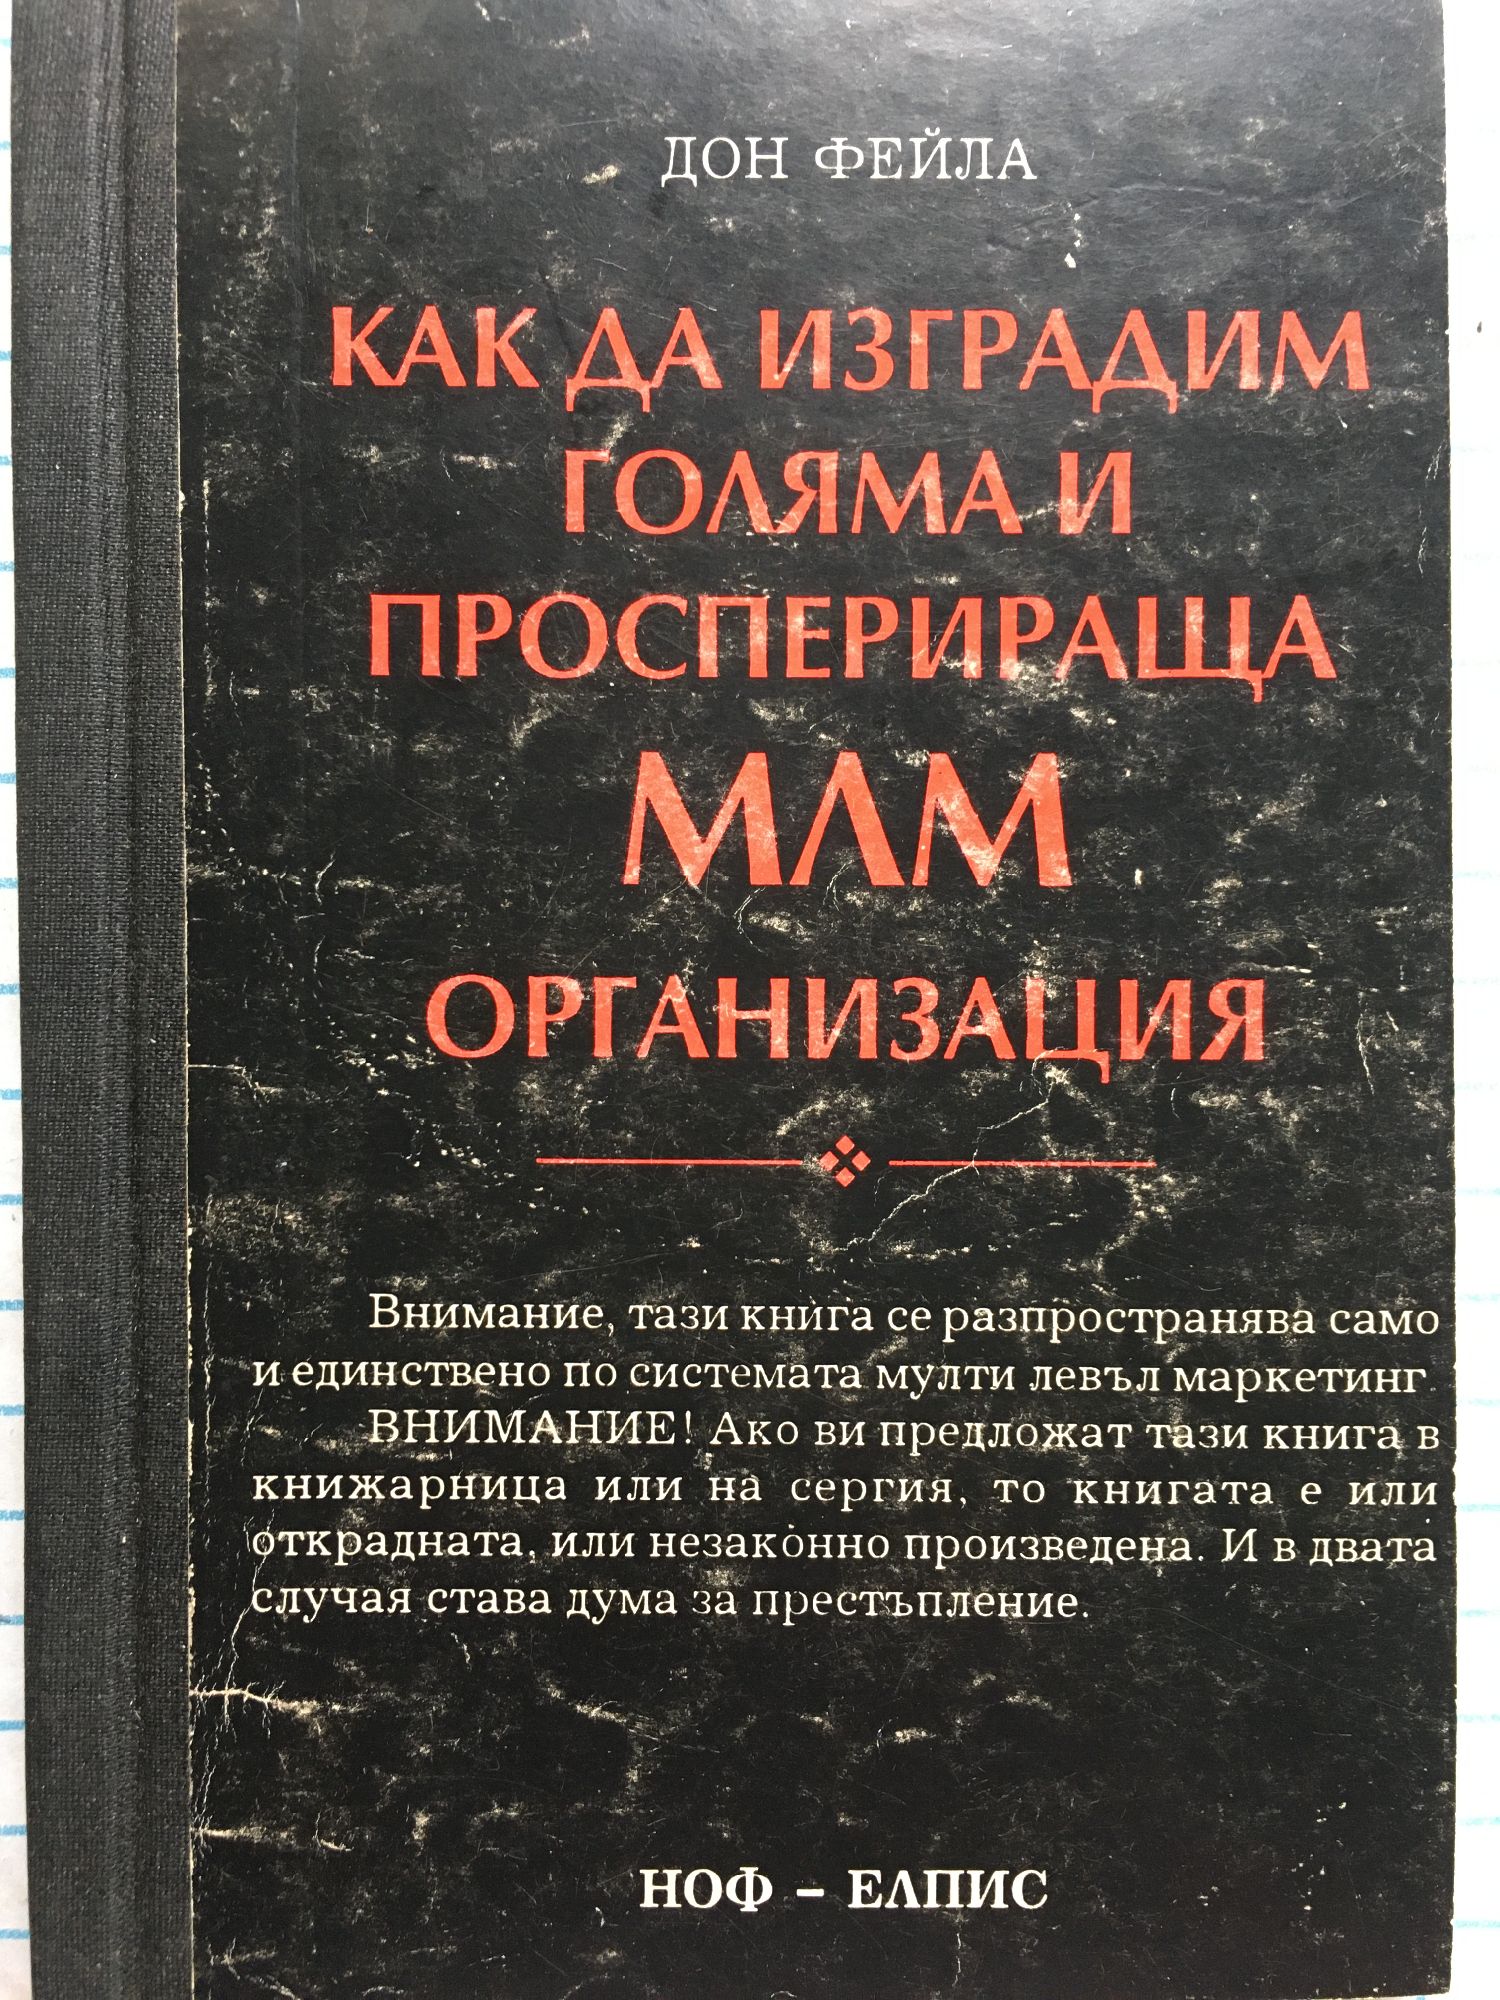 ДОН ФЕЙЛА
КАК ДА ИЗГРАДИМ
ГОЛЯМА И
ПРОСПЕРИРАЩА
МЛМ
ОРГАНИЗАЦИЯ
Внимание, тази книга се разпространява само
и единствено по системата мулти левъл маркетинг.
ВНИМАНИЕ! Ако ви предложат тази книга в
книжарница или на сергия, то книгата е или
открадната, или незаконно произведена. И в двата
случая става дума за престъпление.
НОФ – ЕЛПИС